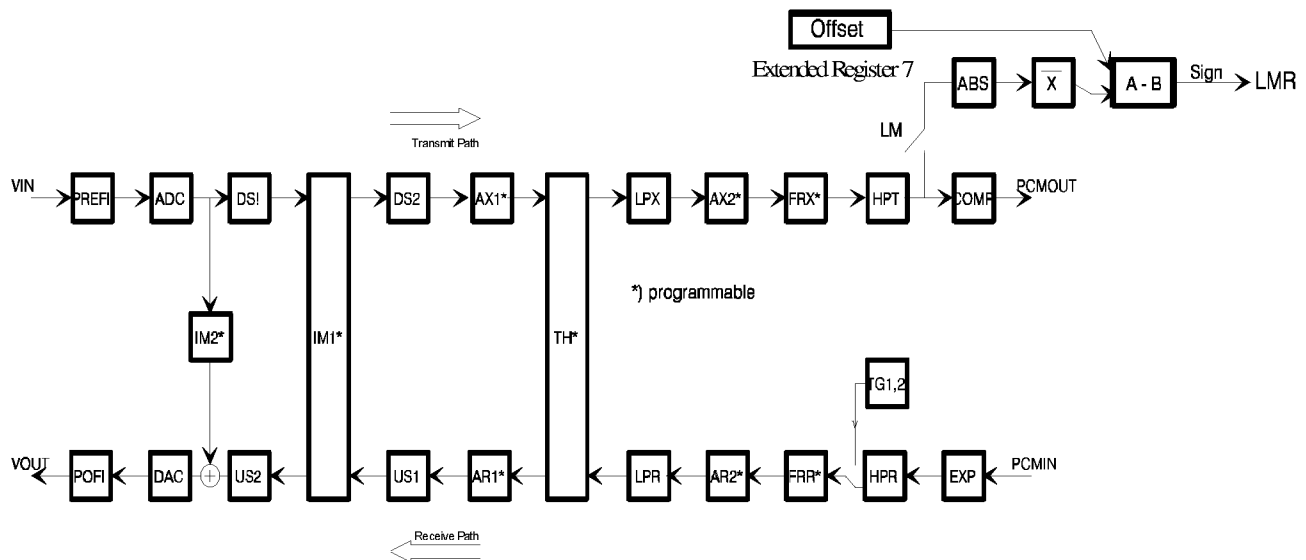 Offset
Extended Register 7
ABS
X
A - B
Sign
LMR
LM
Transmit Path
VIN
PREFI
ADC
DS!
IM1*
DS2
AX1*
TH*
LPX
AX2*
FRX*
HPT
COMP
PCMOUT
*) programmable
IM2*
TG1,2
VOUT
POFI
DAC
+
US2
US1
AR1*
LPR
AR2*
FRR*
HPR
EXP
PCMIN
Receive Path